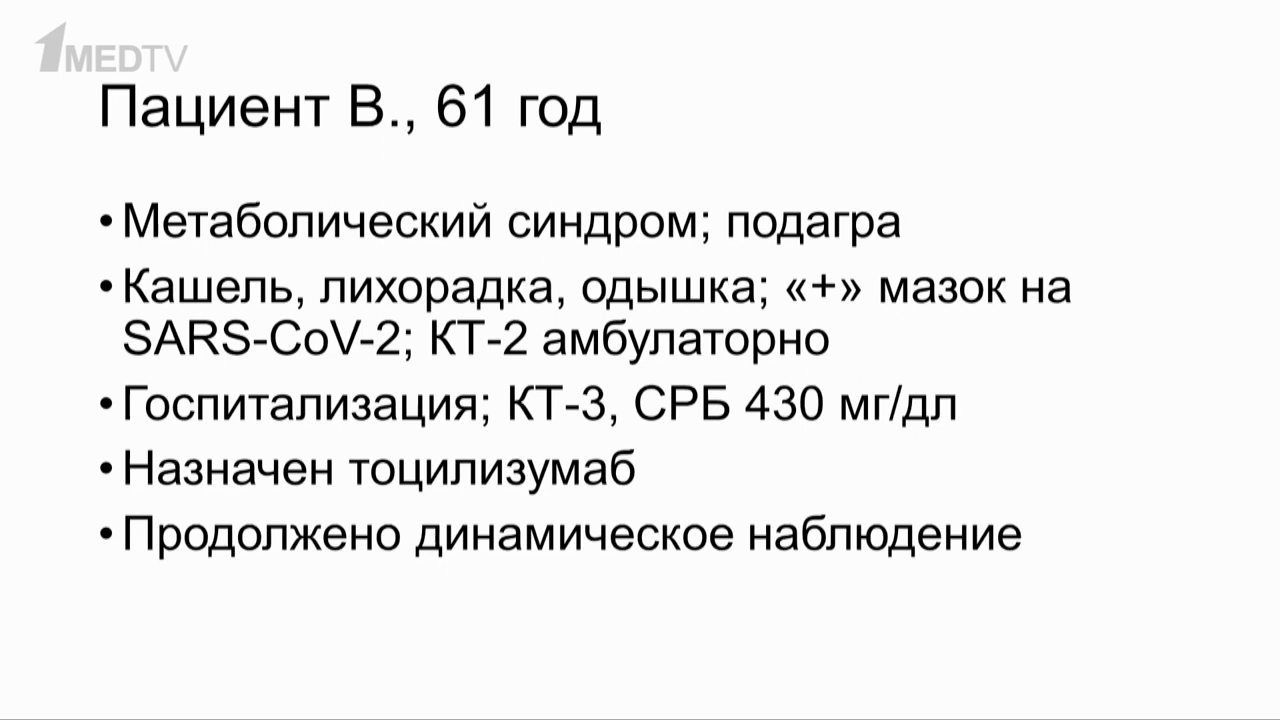 1MEDTV
Пациент В., 61 год
• Метаболический синдром; подагра
• Кашель, лихорадка, одышка; «+» мазок на
SARS-CoV-2; КТ-2 амбулаторно
• Госпитализация; КТ-3, СРБ 430 мг/дл
• Назначен тоцилизумаб
• Продолжено динамическое наблюдение